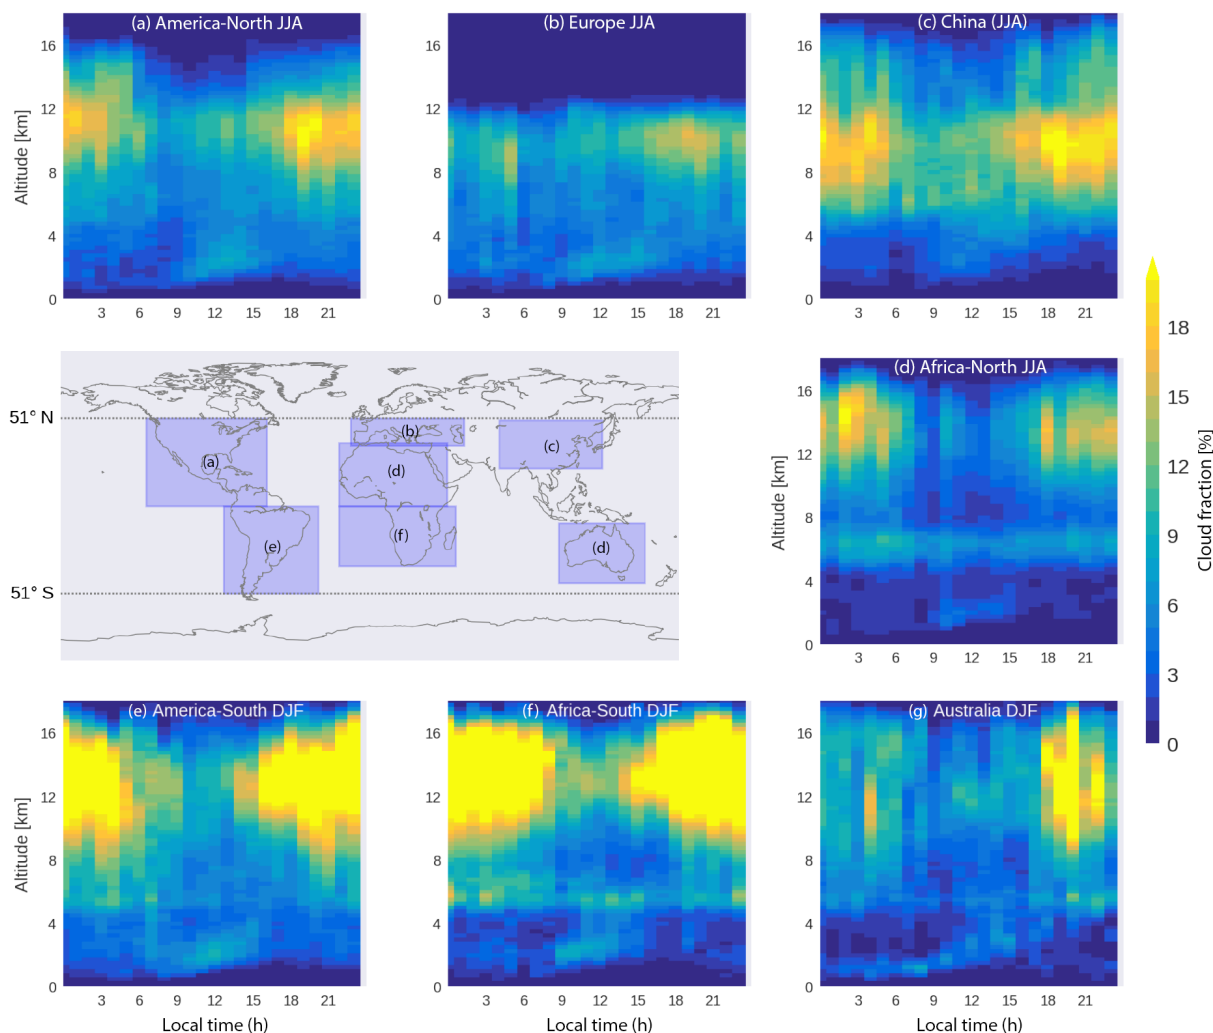 (a) America-North JJA
(b) Europe JJA
(c) China (JJA)
16
12
8
4
0
Altitude [km]
3 6 9 12 15 18 21
16
12
8
4
0
3 6 9 12 15 18 21
16
12
8
4
0
3 6 9 12 15 18 21
51° N
51° S
(a)
(b)
(c)
(d)
(e)
(f)
(d)
(d) Africa-North JJA
16
12
8
4
0
Altitude [km]
3 6 9 12 15 18 21
18
15
12
9
6
3
0
Cloud fraction [%]
(e) America-South DJF
(f) Africa-South DJF
(g) Australia DJF
16
12
8
4
0
Altitude [km]
3 6 9 12 15 18 21
Local time (h)
16
12
8
4
0
3 6 9 12 15 18 21
Local time (h)
16
12
8
4
0
3 6 9 12 15 18 21
Local time (h)